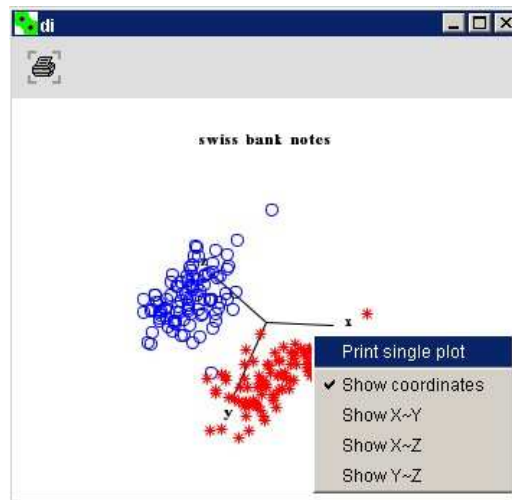 di
swiss bank notes
z
x
Print single plot
Show coordinates
y
Show X~Y
Show X~Z
Show Y~Z